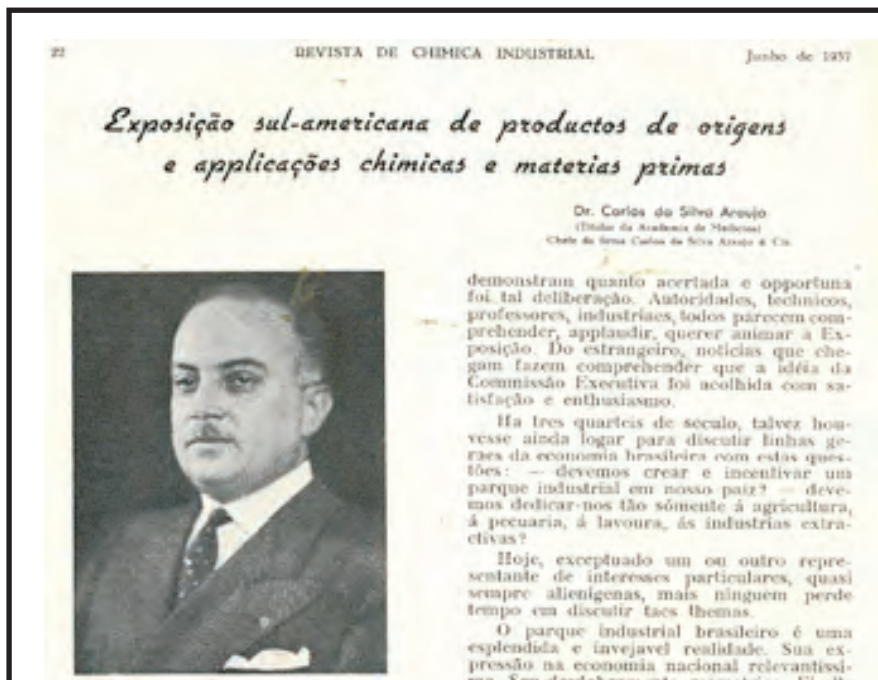 22 REVISTA DE CHIMICA INDUSTRIAL Junho de 1937
Exposição sul-americana de productos de origens
e applicações chimicas e materias primas
Dr. Carlos da Silva Araujo
(Titular da Academia de Medicina)
Chefe da firma Carlos da Silva Araujo & Cia.
demonstram quanto acertada e opportuna
foi tal deliberação. Autoridades, technicos,
professores, industriaes, todos parecem com-
prehender, applaudir, querer animar a Ex-
posição. Do estrangeiro, noticias que che-
gam fazem comprehender que a idéia da
Commissão Executiva foi acolhida com sa-
tisfação e enthusiasmo.
Ha tres quarteis de seculo, talvez hou-
vesse ainda logar para discutir linhas ge-
raes da economia brasileira com estas ques-
tões: — devemos crear e incentivar um
parque industrial em nosso paiz? — deve-
mos dedicar-nos tão sómente á agricultura,
á pecuaria, á lavoura, ás industrias extra-
ctivas?
Hoje, exceptuado um ou outro repre-
sentante de interesses particulares, quasi
sempre alienigenas, mais ninguem perde
tempo em discutir taes themas.
O parque industrial brasileiro é uma
esplendida e invejavel realidade. Sua ex-
pressão na economia nacional relevantissi-